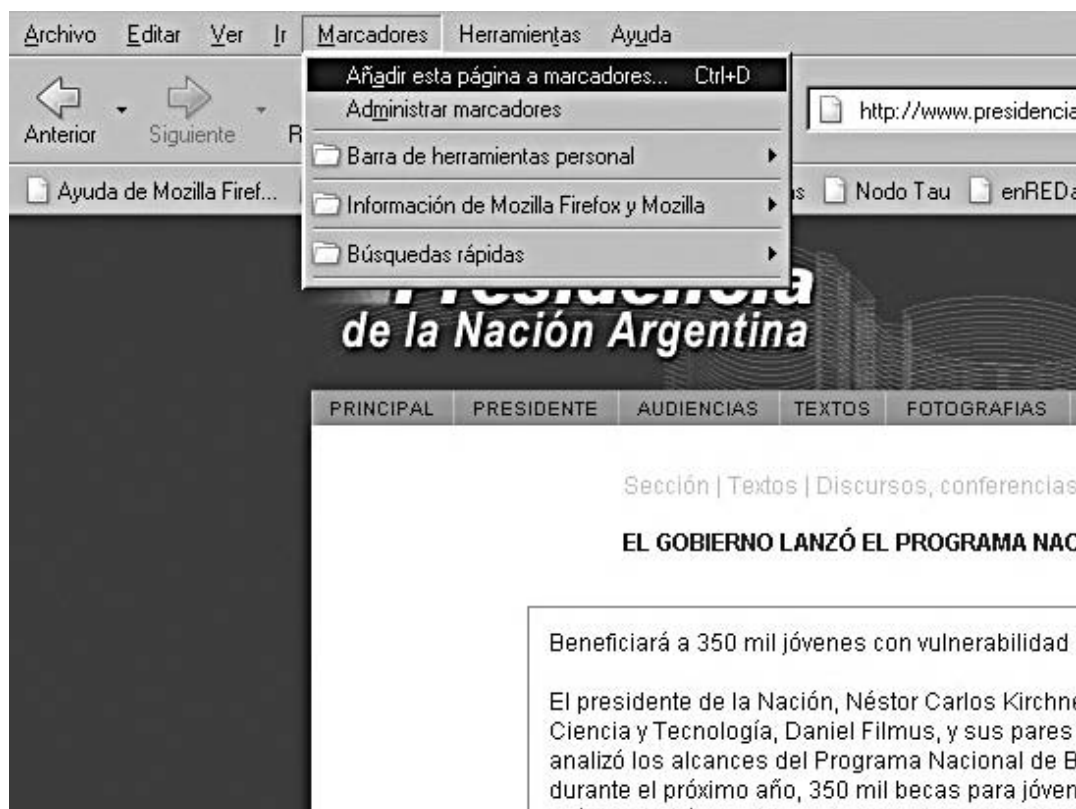 Archivo Editar Ver Ir Marcadores Herramientas Ayuda
Añadir esta página a marcadores... Ctrl+D
Administrar marcadores
Anterior Siguiente
http://www.presidencia
Barra de herramientas personal
Ayuda de Mozilla Firef... Nodo Tau enREDa
Información de Mozilla Firefox y Mozilla
Búsquedas rápidas
Presidencia
de la Nación Argentina
PRINCIPAL PRESIDENTE AUDIENCIAS TEXTOS FOTOGRAFIAS
Sección | Textos | Discursos, conferencias
EL GOBIERNO LANZÓ EL PROGRAMA NAC
Beneficiará a 350 mil jóvenes con vulnerabilidad
El presidente de la Nación, Néstor Carlos Kirchne
Ciencia y Tecnología, Daniel Filmus, y sus pares
analizó los alcances del Programa Nacional de B
durante el próximo año, 350 mil becas para jóven